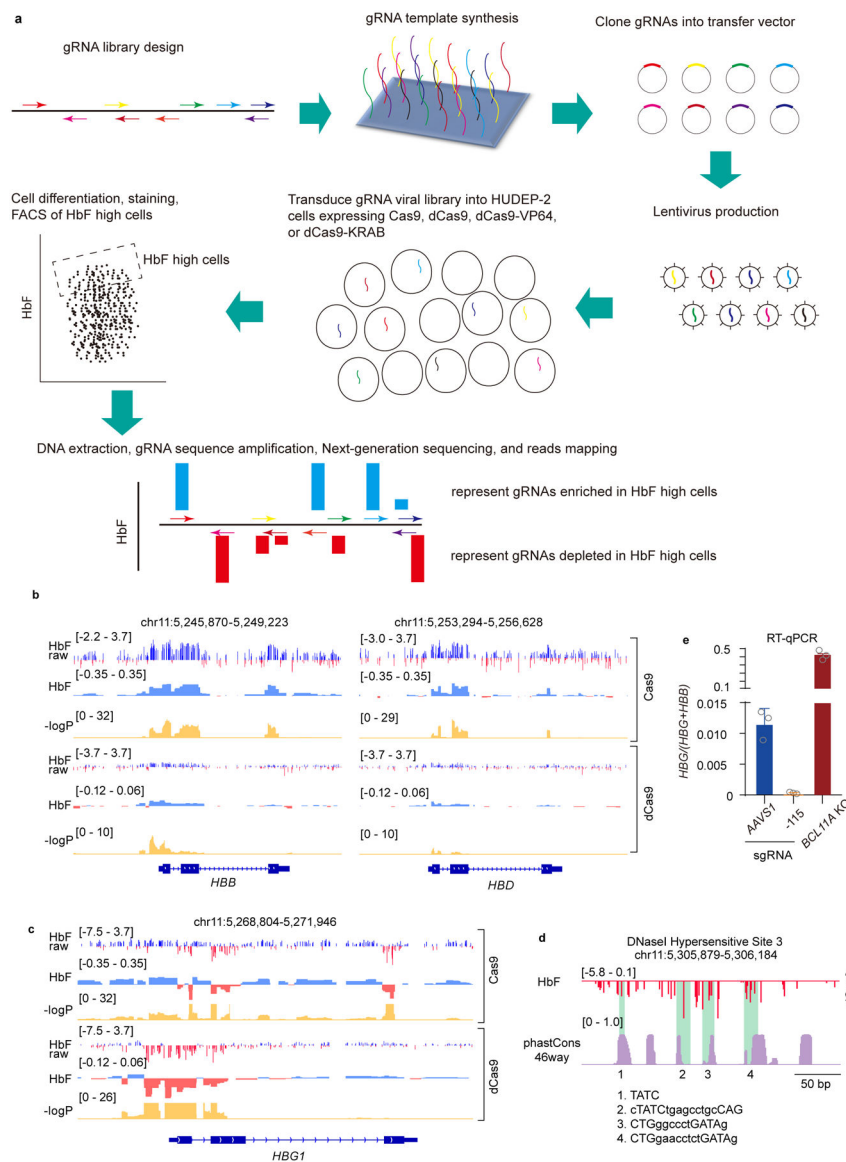 a
gRNA library design
gRNA template synthesis
Clone gRNAs into transfer vector
Cell differentiation, staining,
FACS of HbF high cells
HbF high cells
HbF
Transduce gRNA viral library into HUDEP-2
cells expressing Cas9, dCas9, dCas9-VP64,
or dCas9-KRAB
Lentivirus production
DNA extraction, gRNA sequence amplification, Next-generation sequencing, and reads mapping
HbF
represent gRNAs enriched in HbF high cells
represent gRNAs depleted in HbF high cells
b
chr11:5,245,870-5,249,223
chr11:5,253,294-5,256,628
HbF
raw
[-2.2 - 3.7]
[-3.0 - 3.7]
HbF
[-0.35 - 0.35]
[-0.35 - 0.35]
-logP
[0 - 32]
[0 - 29]
Cas9
HbF
raw
[-3.7 - 3.7]
[-3.7 - 3.7]
HbF
[-0.12 - 0.06]
[-0.12 - 0.06]
-logP
[0 - 10]
[0 - 10]
dCas9
HBB
HBD
e
RT-qPCR
HBG/(HBG+HBB)
0.5
0.1
0.015
0.010
0.005
0
AAVS1
-115
BCL11A KO
sgRNA
c
chr11:5,268,804-5,271,946
HbF
raw
[-7.5 - 3.7]
HbF
[-0.35 - 0.35]
-logP
[0 - 32]
Cas9
HbF
raw
[-7.5 - 3.7]
HbF
[-0.12 - 0.06]
-logP
[0 - 26]
dCas9
HBG1
d
DNaseI Hypersensitive Site 3
chr11:5,305,879-5,306,184
HbF
[-5.8 - 0.1]
[0 - 1.0]
phastCons
46way
1
2
3
4
50 bp
1. TATC
2. cTATCtgagcctgcCAG
3. CTGggccctGATAg
4. CTGgaacctctGATAg